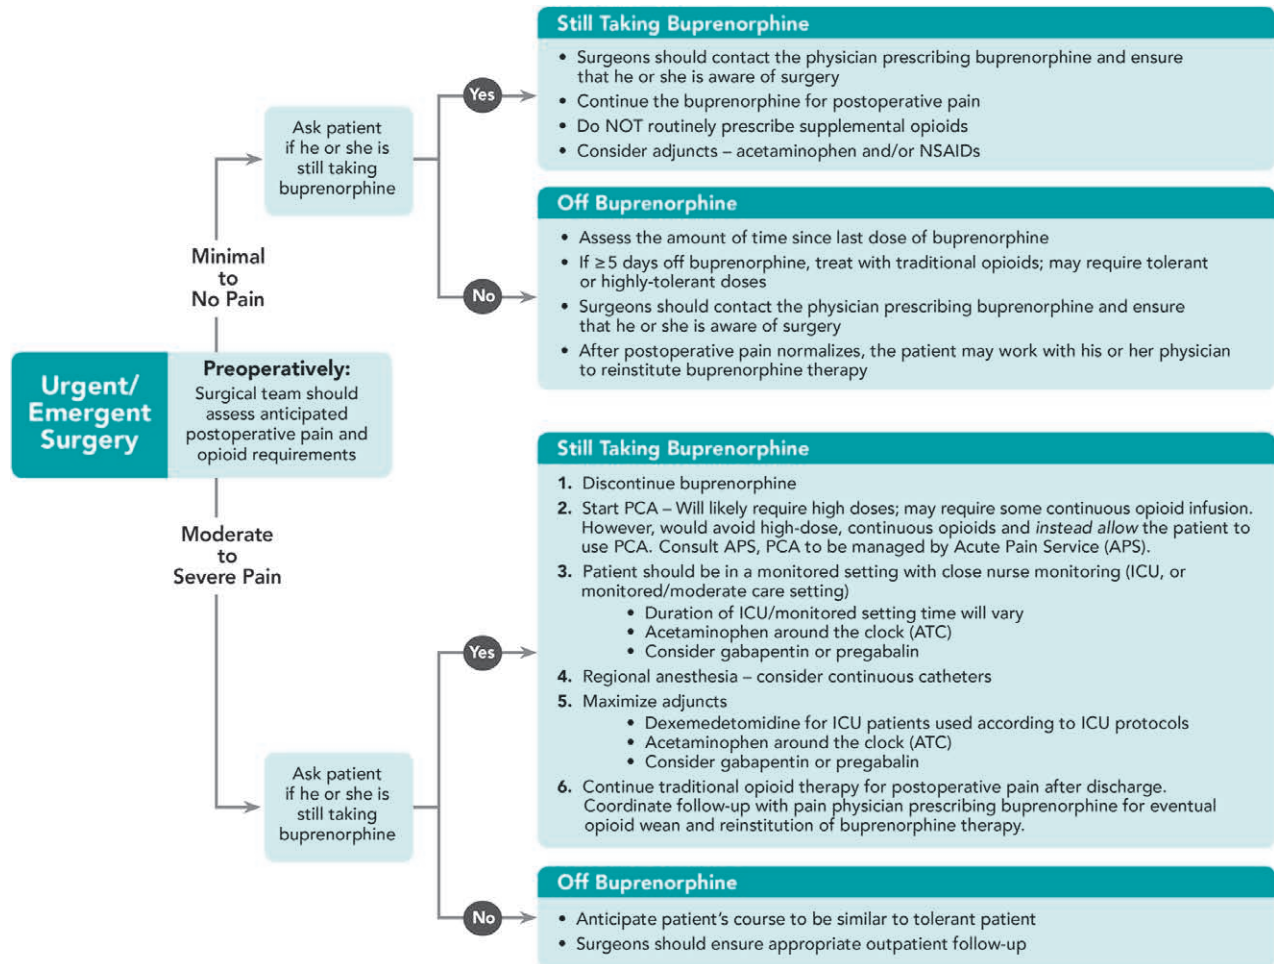 Urgent/
Emergent
Surgery
Preoperatively:
Surgical team should
assess anticipated
postoperative pain and
opioid requirements
Minimal
to
No Pain
Ask patient
if he or she is
still taking
buprenorphine
Yes
Still Taking Buprenorphine
• Surgeons should contact the physician prescribing buprenorphine and ensure
that he or she is aware of surgery
• Continue the buprenorphine for postoperative pain
• Do NOT routinely prescribe supplemental opioids
• Consider adjuncts – acetaminophen and/or NSAIDs
No
Off Buprenorphine
• Assess the amount of time since last dose of buprenorphine
• If ≥5 days off buprenorphine, treat with traditional opioids; may require tolerant
or highly-tolerant doses
• Surgeons should contact the physician prescribing buprenorphine and ensure
that he or she is aware of surgery
• After postoperative pain normalizes, the patient may work with his or her physician
to reinstitute buprenorphine therapy
Moderate
to
Severe Pain
Ask patient
if he or she is
still taking
buprenorphine
Yes
Still Taking Buprenorphine
1. Discontinue buprenorphine
2. Start PCA – Will likely require high doses; may require some continuous opioid infusion.
However, would avoid high-dose, continuous opioids and instead allow the patient to
use PCA. Consult APS, PCA to be managed by Acute Pain Service (APS).
3. Patient should be in a monitored setting with close nurse monitoring (ICU, or
monitored/moderate care setting)
• Duration of ICU/monitored setting time will vary
• Acetaminophen around the clock (ATC)
• Consider gabapentin or pregabalin
4. Regional anesthesia – consider continuous catheters
5. Maximize adjuncts
• Dexemedetomidine for ICU patients used according to ICU protocols
• Acetaminophen around the clock (ATC)
• Consider gabapentin or pregabalin
6. Continue traditional opioid therapy for postoperative pain after discharge.
Coordinate follow-up with pain physician prescribing buprenorphine for eventual
opioid wean and reinstitution of buprenorphine therapy.
No
Off Buprenorphine
• Anticipate patient's course to be similar to tolerant patient
• Surgeons should ensure appropriate outpatient follow-up